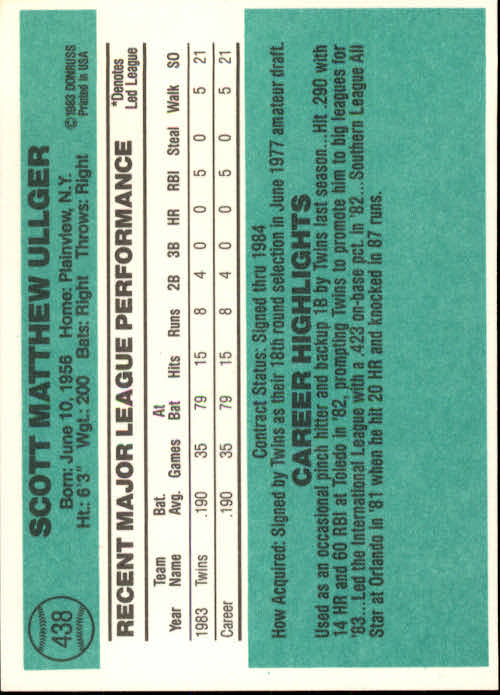 438
SCOTT MATTHEW ULLGER
Born: June 10, 1956 Home: Plainview, N.Y.
Ht.: 6'3" Wgt.: 200 Bats: Right Throws: Right
©1983 DONRUSS
Printed in USA
RECENT MAJOR LEAGUE PERFORMANCE
*Denotes
Led League
Team Bat. At
Year Name Avg. Games Bat Hits Runs 2B 3B HR RBI Steal Walk SO
1983 Twins .190 35 79 15 8 4 0 0 5 0 5 21
Career .190 35 79 15 8 4 0 0 5 0 5 21
Contract Status: Signed thru 1984
How Acquired: Signed by Twins as their 18th round selection in June 1977 amateur draft.
CAREER HIGHLIGHTS
Used as an occasional pinch hitter and backup 1B by Twins last season...Hit .290 with
14 HR and 60 RBI at Toledo in '82, prompting Twins to promote him to big leagues for
'83...Led the International League with a .423 on-base pct. in '82...Southern League All
Star at Orlando in '81 when he hit 20 HR and knocked in 87 runs.